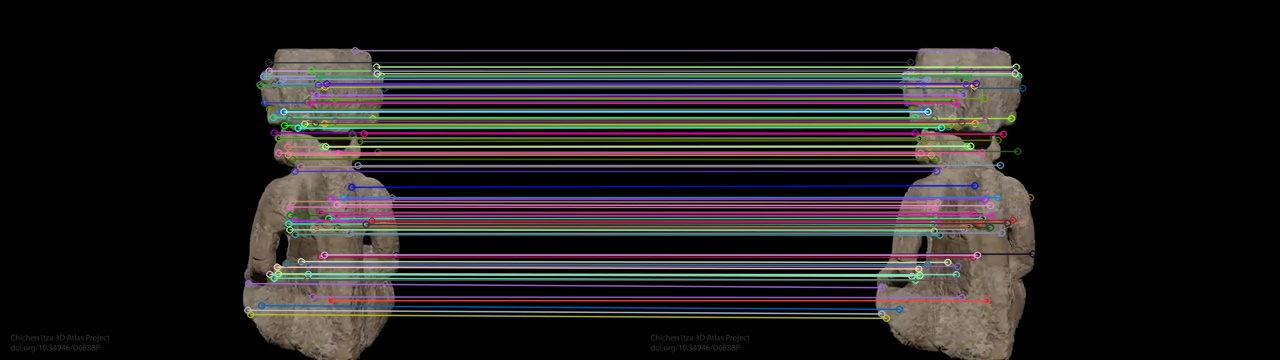 Chichen Itza 3D Atlas Project
doi.org/10.34946/D6B88P
Chichen Itza 3D Atlas Project
doi.org/10.34946/D6B88P